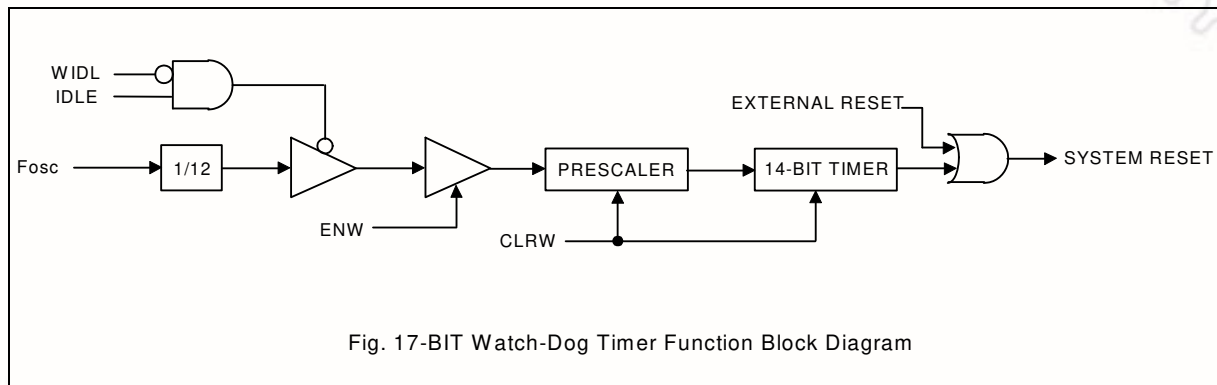 WIDL
IDLE
EXTERNAL RESET
Fosc
1/12
PRESCALER
14-BIT TIMER
SYSTEM RESET
ENW
CLRW
Fig. 17-BIT Watch-Dog Timer Function Block Diagram